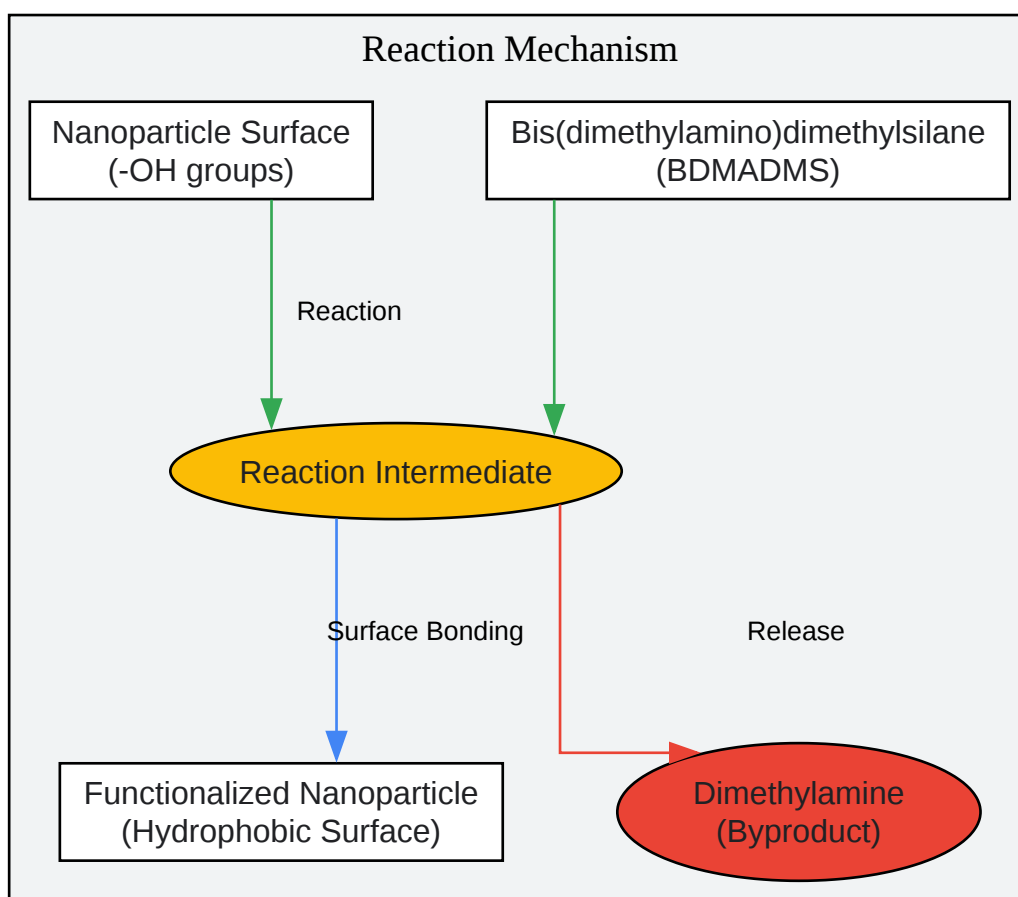 Reaction Mechanism
Nanoparticle Surface
(-OH groups)
Bis(dimethylamino)dimethylsilane
(BDMADMS)
Reaction
Reaction Intermediate
Surface Bonding
Release
Functionalized Nanoparticle
(Hydrophobic Surface)
Dimethylamine
(Byproduct)